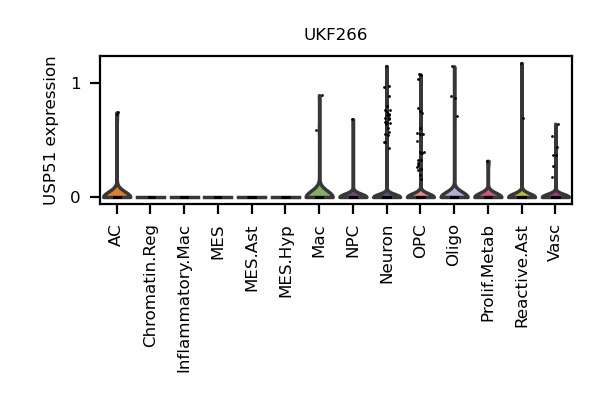 UKF266
USP51 expression
1
0
AC
Chromatin.Reg
Inflammatory.Mac
MES
MES.Ast
MES.Hyp
Mac
NPC
Neuron
OPC
Oligo
Prolif.Metab
Reactive.Ast
Vasc